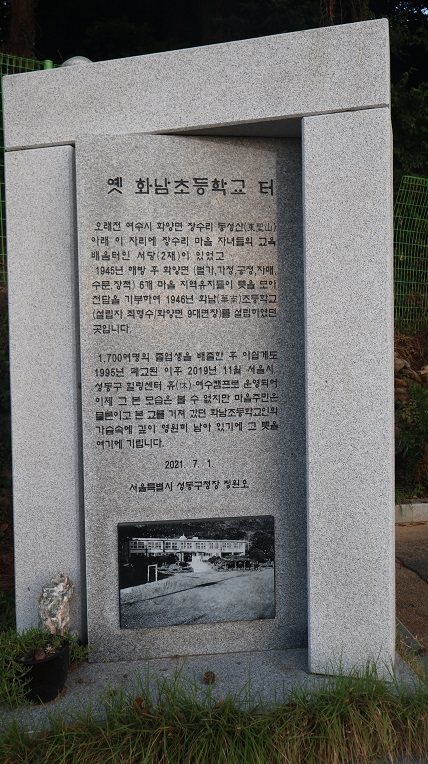 옛 화남초등학교 터
오래전 여수시 화양면 장수리 동성산(東聖山)
아래 이 자리에 장수리 마을 자녀들의 교육
배움터인 서당(2재)이 있었고
1945년 해방 후 화양면 (벌가,가정,공정,자매,
수문,장척) 6개 마을 지역유지들이 뜻을 모아
전답을 기부하여 1946년 화남(華南)초등학교
(설립자 최형수/화양면 9대면장)를 설립하였던
곳입니다.
1,700여명의 졸업생을 배출한 후 아쉽게도
1995년 폐교된 이후 2019년 11월 서울시
성동구 힐링센터 휴(休)-여수캠프로 운영되어
이제 그 본 모습은 볼 수 없지만 마을주민은
물론이고 본 교를 거쳐 갔던 화남초등학교인의
가슴속에 깊이 영원히 남아 있기에 그 뜻을
여기에 기립니다.
2021. 7. 1.
서울특별시 성동구청장 정원오